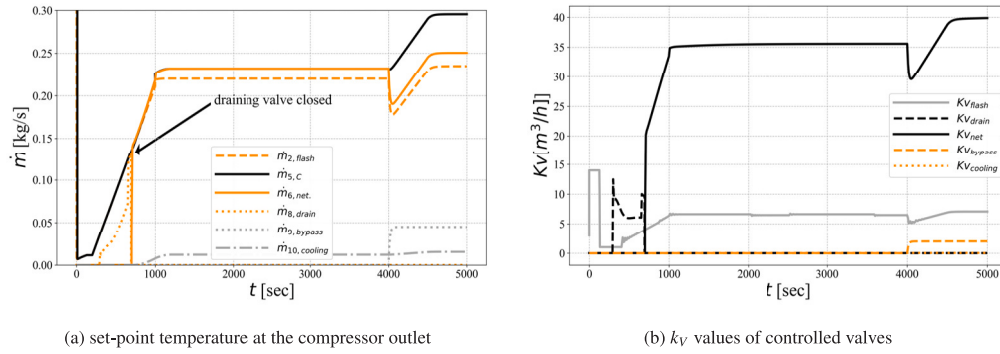 0.30
0.25
0.20
0.15
0.10
0.05
0.00
ṁ [kg/s]
draining valve closed
ṁ2,flash
ṁ5,C
ṁ6,net.
ṁ8,drain
ṁ9,bypass
ṁ10,cooling
0 1000 2000 3000 4000 5000
t [sec]
(a) set-point temperature at the compressor outlet
40
35
30
25
20
15
10
5
0
Kv[m³/h]]
Kvflash
Kvdrain
Kvnet
Kvbypass
Kvcooling
0 1000 2000 3000 4000 5000
t [sec]
(b) kV values of controlled valves